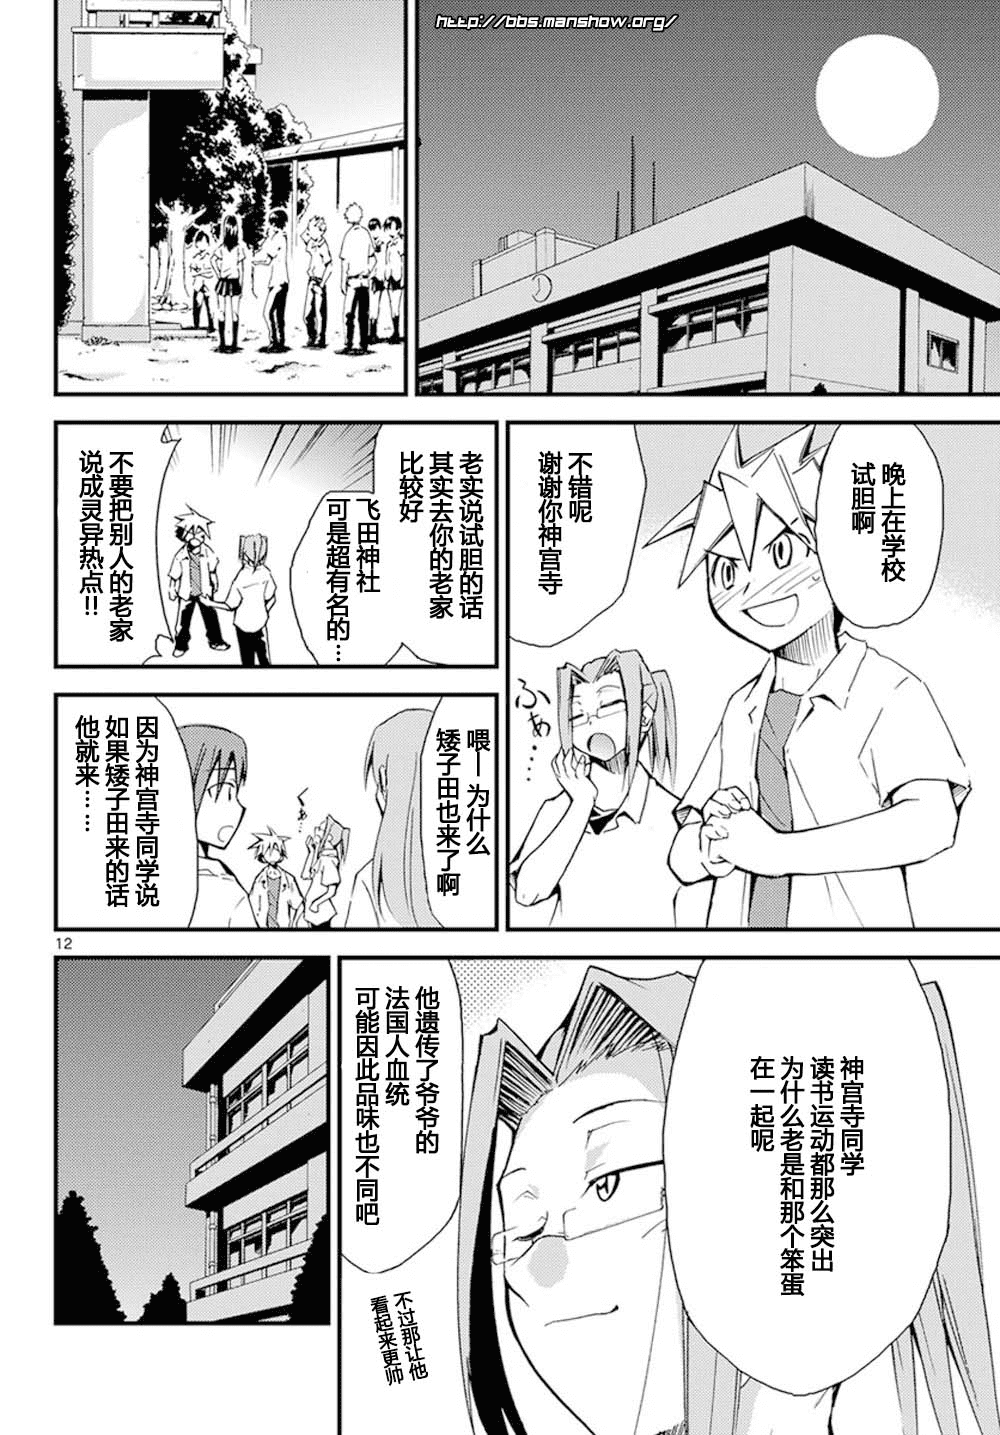 http://bbs.manshow.org/
晚上在学校
试胆啊
不错呢
谢谢你神宫寺
ふぁ…
老实说试胆的话
其实去你的老家
比较好
飞田神社
可是超有名的…
不要把别人的老家
说成灵异热点!!
喂—为什么
矮子田也来了啊
因为神宫寺同学说
如果矮子田来的话
他就来……
12
神宫寺同学
读书运动都那么突出
为什么老是和那个笨蛋
在一起呢
他遗传了爷爷的
法国人血统
可能因此品味也不同吧
不过那让他
看起来更帅